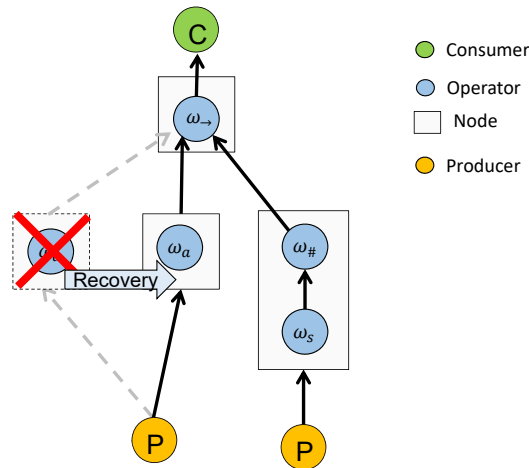 C
Consumer
Operator
Node
Producer
ω→
ωₐ
Recovery
ω#
ωₛ
P
P